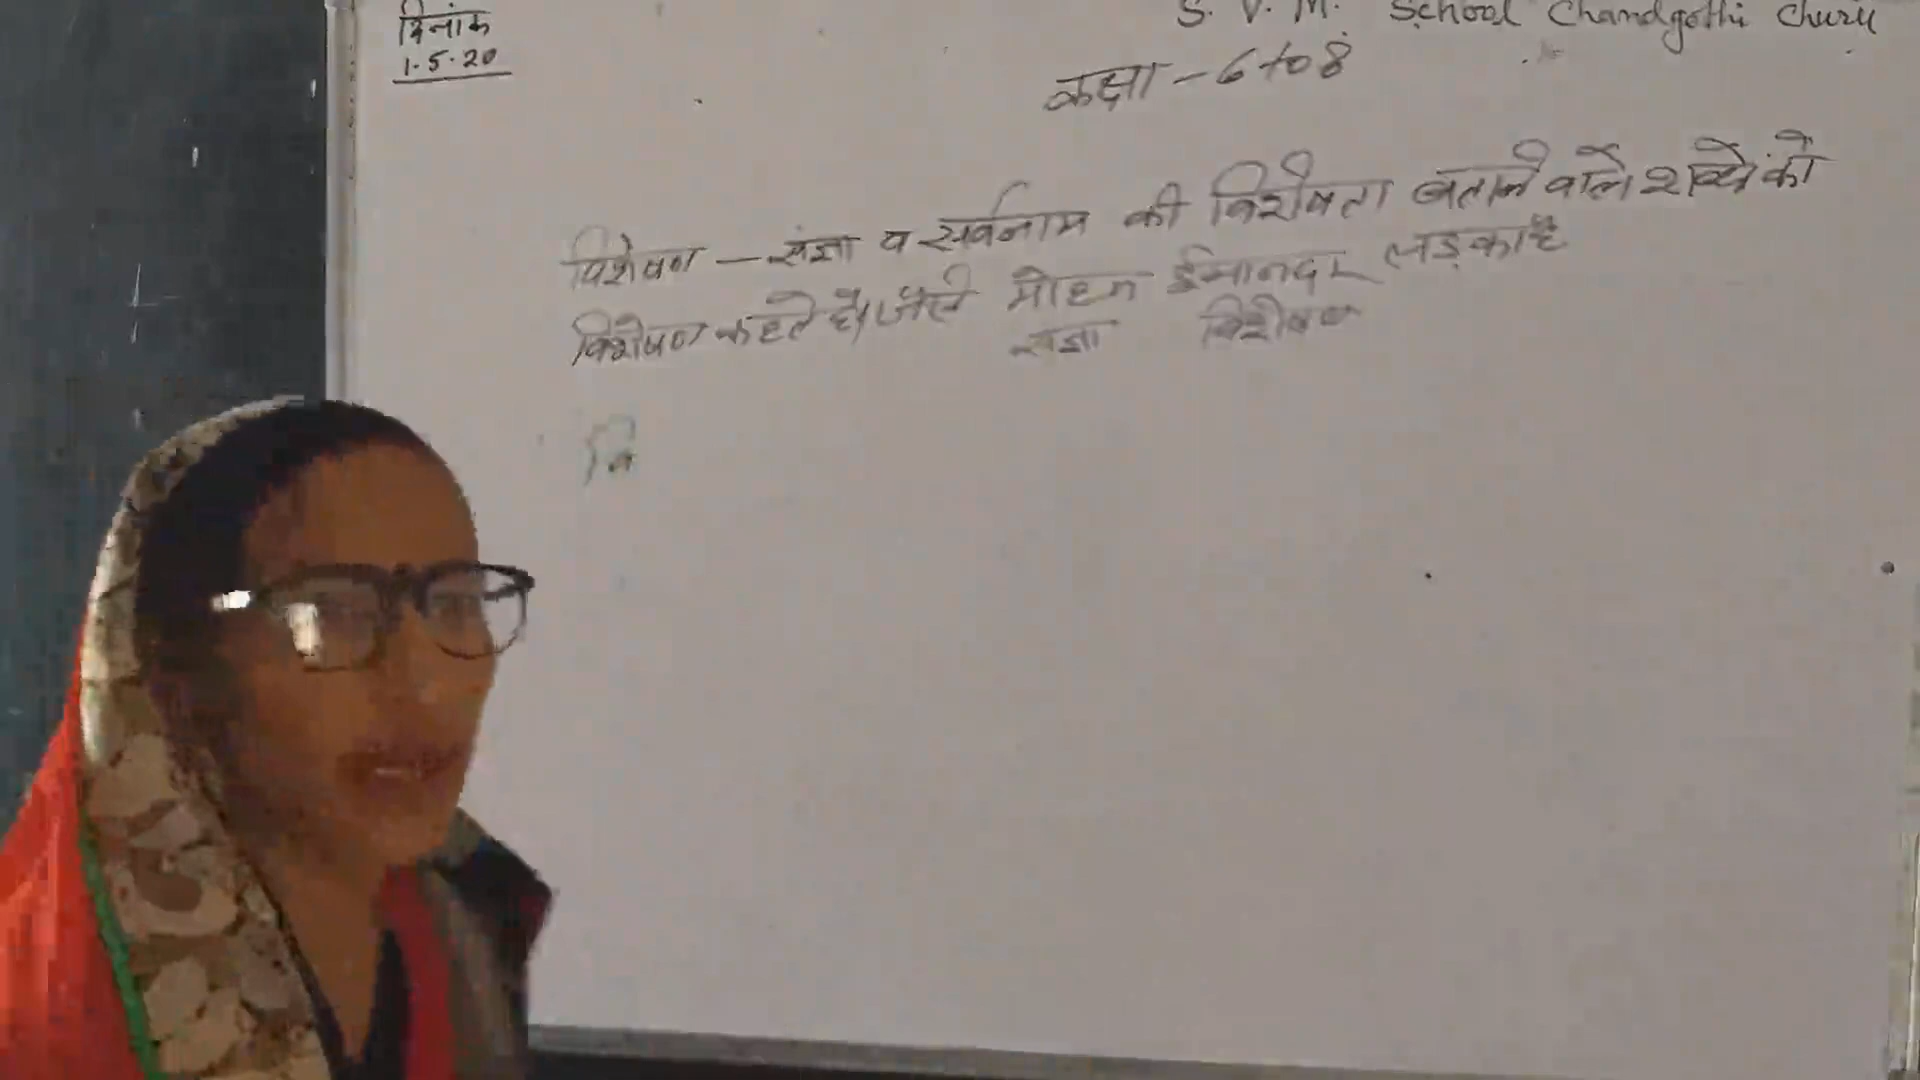 दिनांक
1.5.20
S. V. M. School Chandgothi Churu
कक्षा - 6 to 8
विशेषण - संज्ञा व सर्वनाम की विशेषता बताने वाले शब्दों को
विशेषण कहते है। जैसे मोहन ईमानदार लड़का है
संज्ञा विशेषण
वि